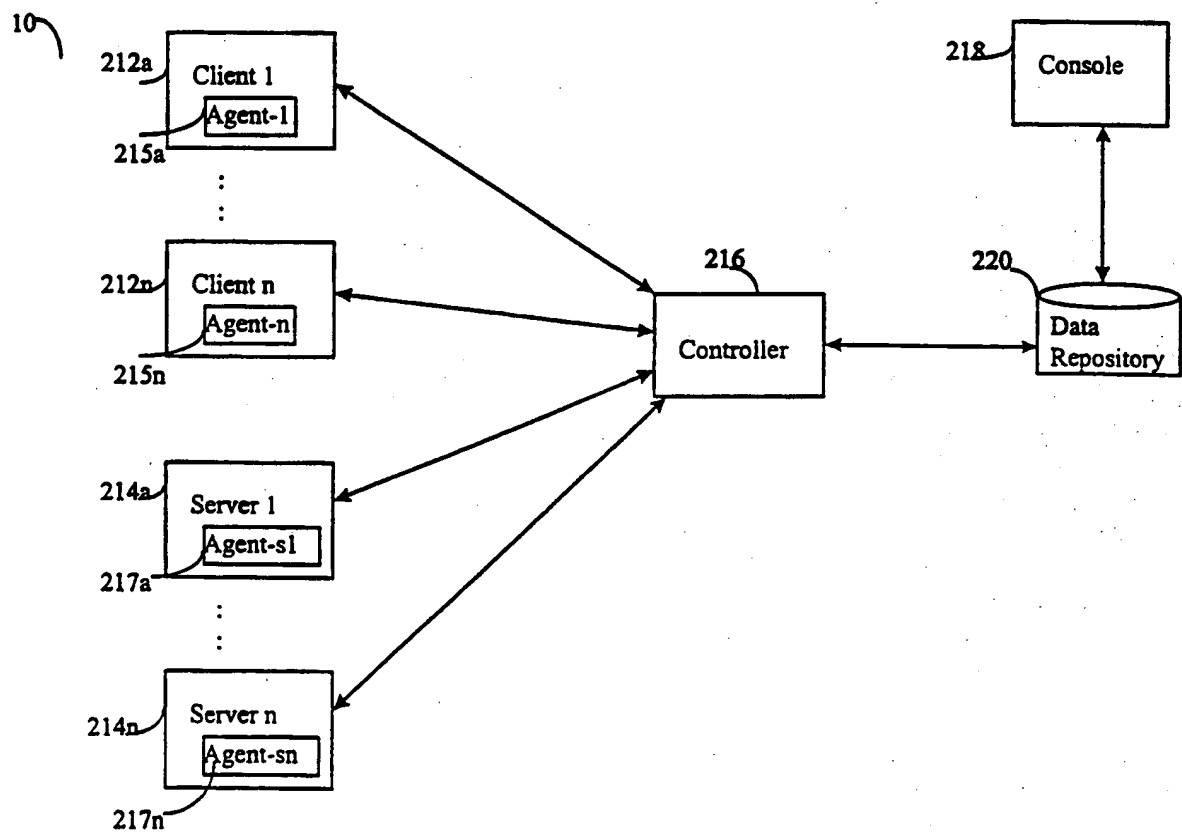 10
212a
Client 1
Agent-1
215a
212n
Client n
Agent-n
215n
214a
Server 1
Agent-s1
217a
214n
Server n
Agent-sn
217n
216
Controller
218
Console
220
Data
Repository